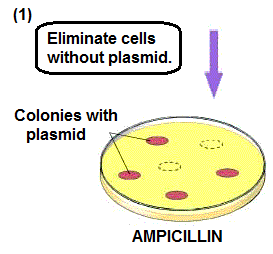 (1)
Eliminate cells
without plasmid.
Colonies with
plasmid
AMPICILLIN